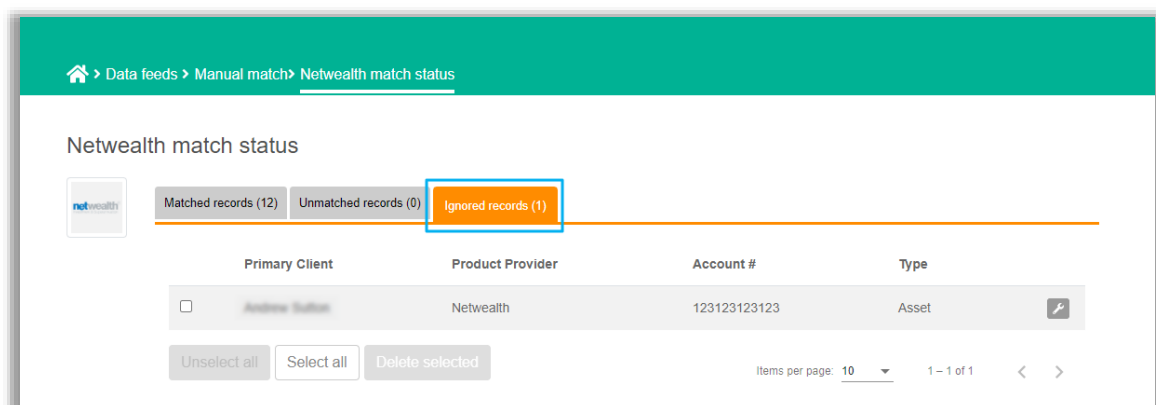 > Data feeds > Manual match> Netwealth match status
Netwealth match status
netwealth
Matched records (12) Unmatched records (0) Ignored records (1)
Primary Client Product Provider Account # Type
Netwealth 123123123123 Asset
Unselect all Select all Delete selected
Items per page: 10 1 – 1 of 1 < >